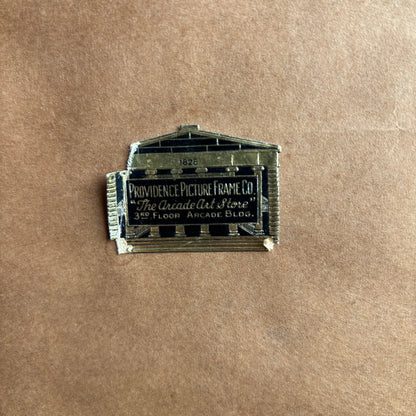 1828
PROVIDENCE PICTURE FRAME CO.
"The Arcade Art Store"
3RD FLOOR ARCADE BLDG.